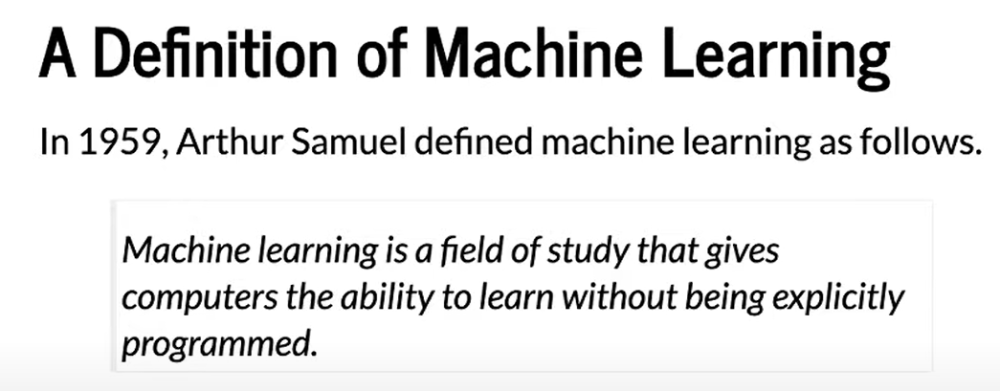 A Definition of Machine Learning
In 1959, Arthur Samuel defined machine learning as follows.
Machine learning is a field of study that gives
computers the ability to learn without being explicitly
programmed.